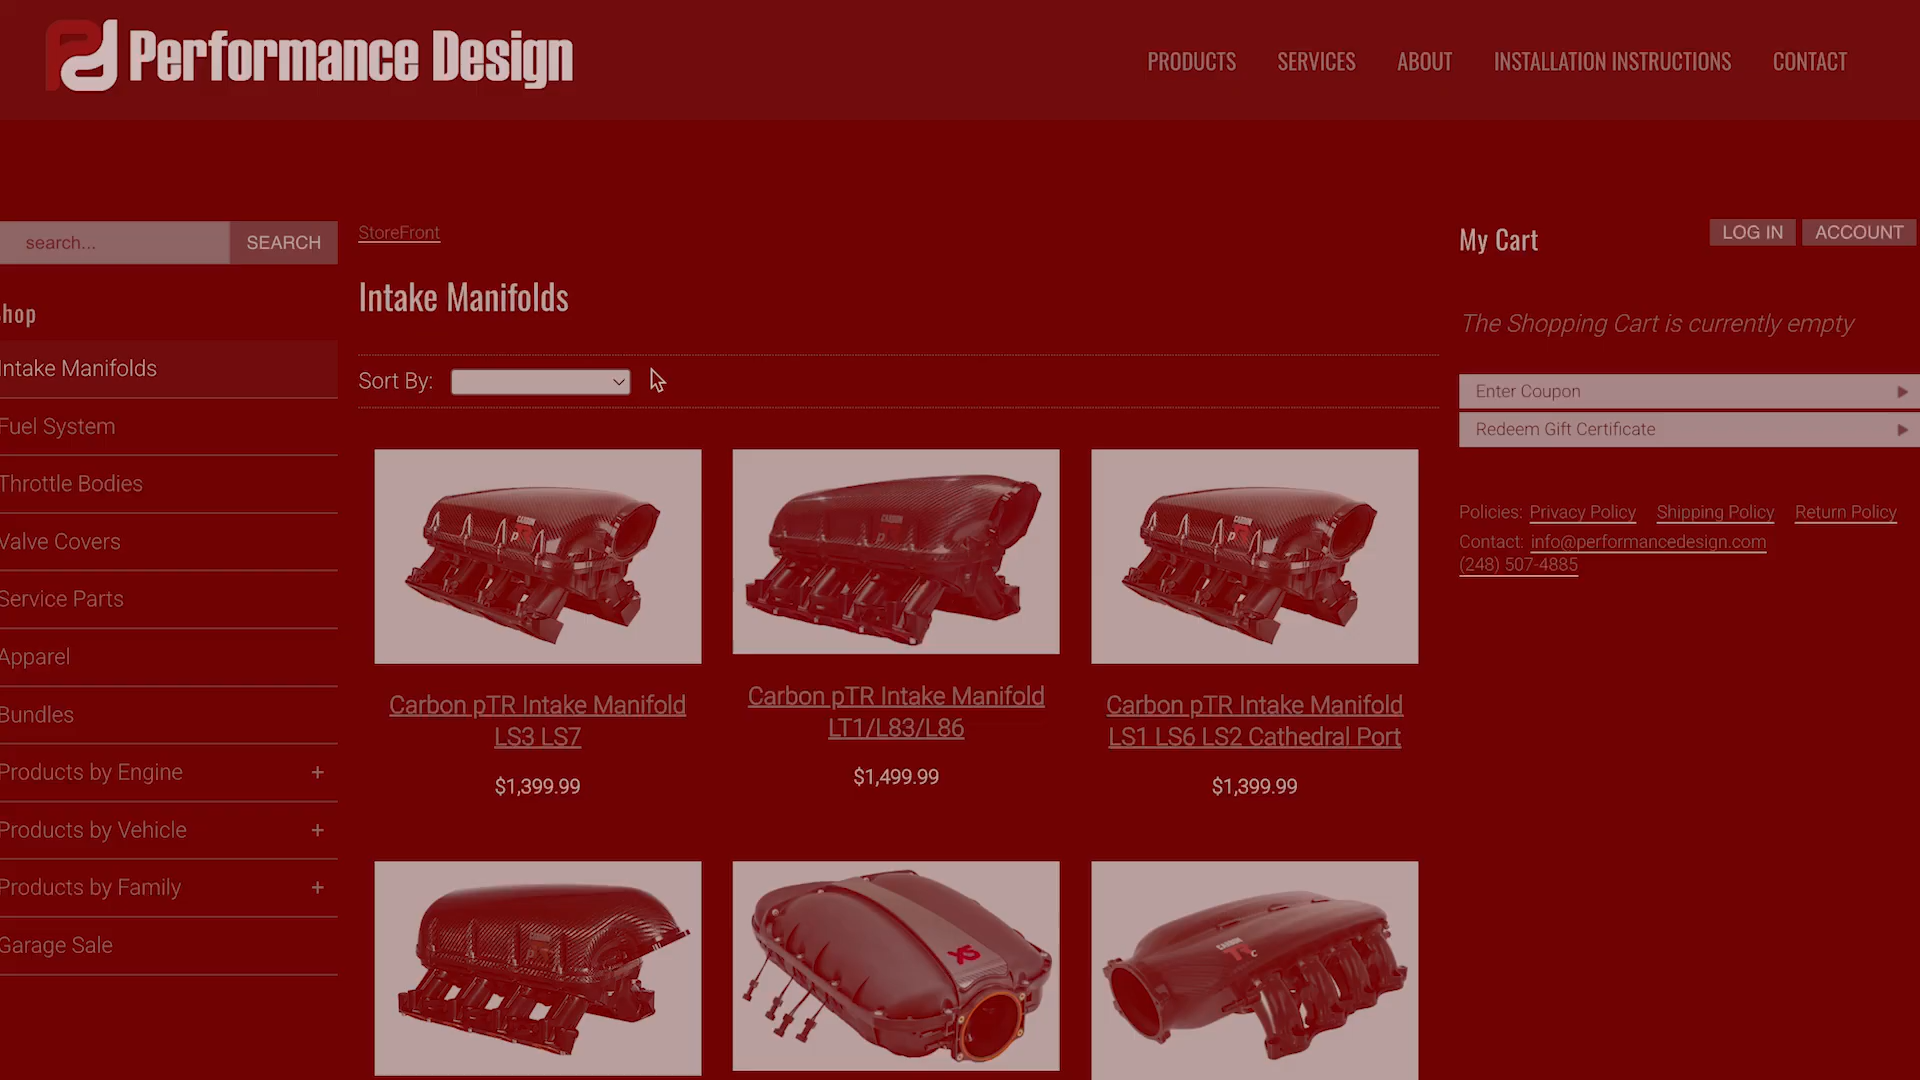 Performance Design
PRODUCTS SERVICES ABOUT INSTALLATION INSTRUCTIONS CONTACT
search...
SEARCH
hop
Intake Manifolds
Fuel System
Throttle Bodies
Valve Covers
Service Parts
Apparel
Bundles
Products by Engine +
Products by Vehicle +
Products by Family +
Garage Sale
StoreFront
Intake Manifolds
Sort By:
Carbon pTR Intake Manifold
LS3 LS7
$1,399.99
Carbon pTR Intake Manifold
LT1/L83/L86
$1,499.99
Carbon pTR Intake Manifold
LS1 LS6 LS2 Cathedral Port
$1,399.99
My Cart
LOG IN
ACCOUNT
The Shopping Cart is currently empty
Enter Coupon
Redeem Gift Certificate
Policies: Privacy Policy Shipping Policy Return Policy
Contact: info@performancedesign.com
(248) 507-4885